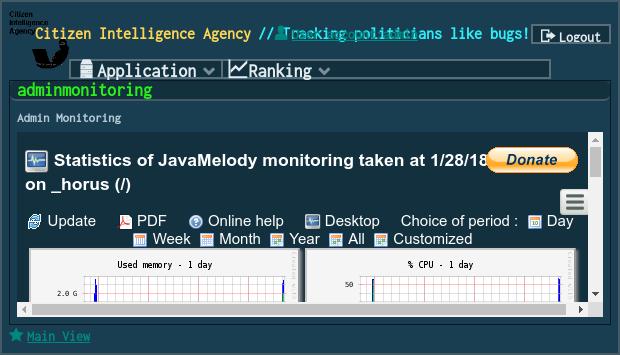 Citizen
Intelligence
Agency
Citizen Intelligence Agency // Tracking politicians like bugs!
Logout
Application Ranking
adminmonitoring
Admin Monitoring
Statistics of JavaMelody monitoring taken at 1/28/18
Donate
on _horus (/)
Update PDF Online help Desktop Choice of period : Day
Week Month Year All Customized
Used memory - 1 day
% CPU - 1 day
2.0 G
50
Main View